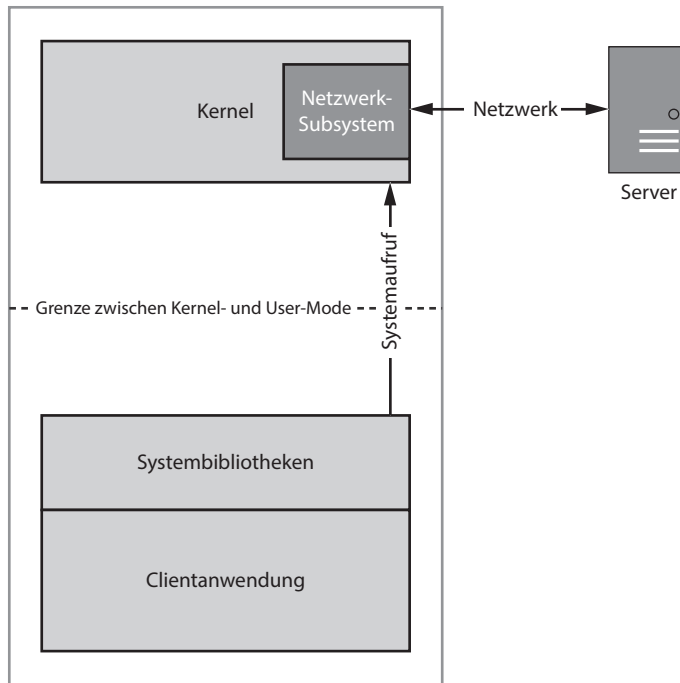 Kernel
Netzwerk-
Subsystem
Netzwerk
Server
Systemaufruf
Grenze zwischen Kernel- und User-Mode
Systembibliotheken
Clientanwendung